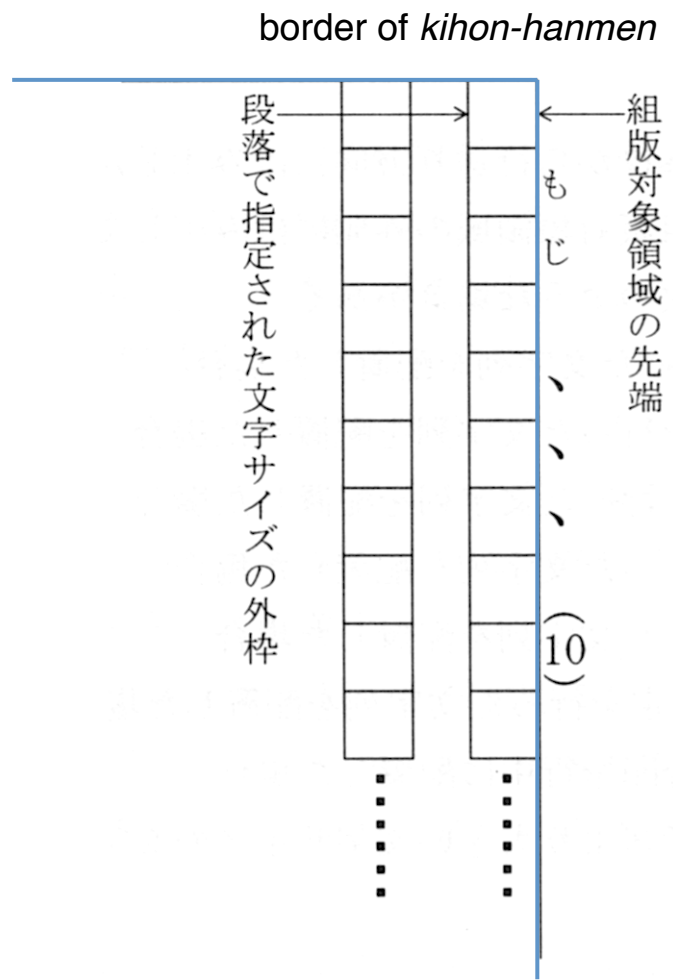 border of kihon-hanmen
組版対象領域の先端
もじ
、、、
(10)
段落で指定された文字サイズの外枠